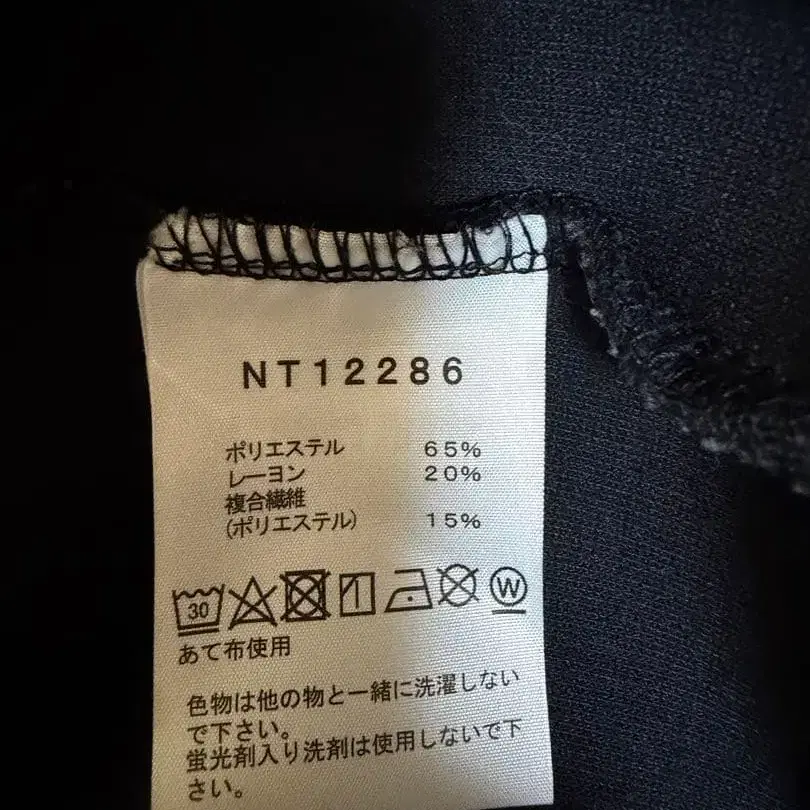 NT12286
ポリエステル 65%
レーヨン 20%
複合繊維
(ポリエステル) 15%
30 W
あて布使用
色物は他の物と一緒に洗濯しない
で下さい。
蛍光剤入り洗剤は使用しないで下
さい。